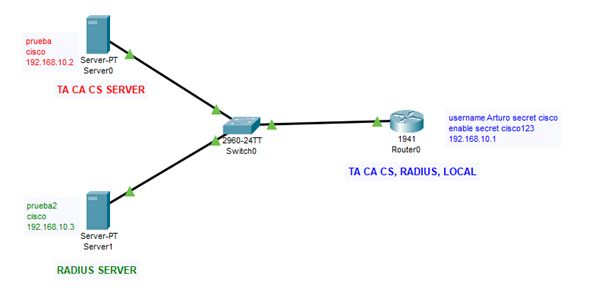 prueba
cisco
192.168.10.2
Server-PT
Server0
TA CA CS SERVER
2960-24TT
Switch0
1941
Router0
username Arturo secret cisco
enable secret cisco123
192.168.10.1
TA CA CS, RADIUS, LOCAL
prueba2
cisco
192.168.10.3
Server-PT
Server1
RADIUS SERVER